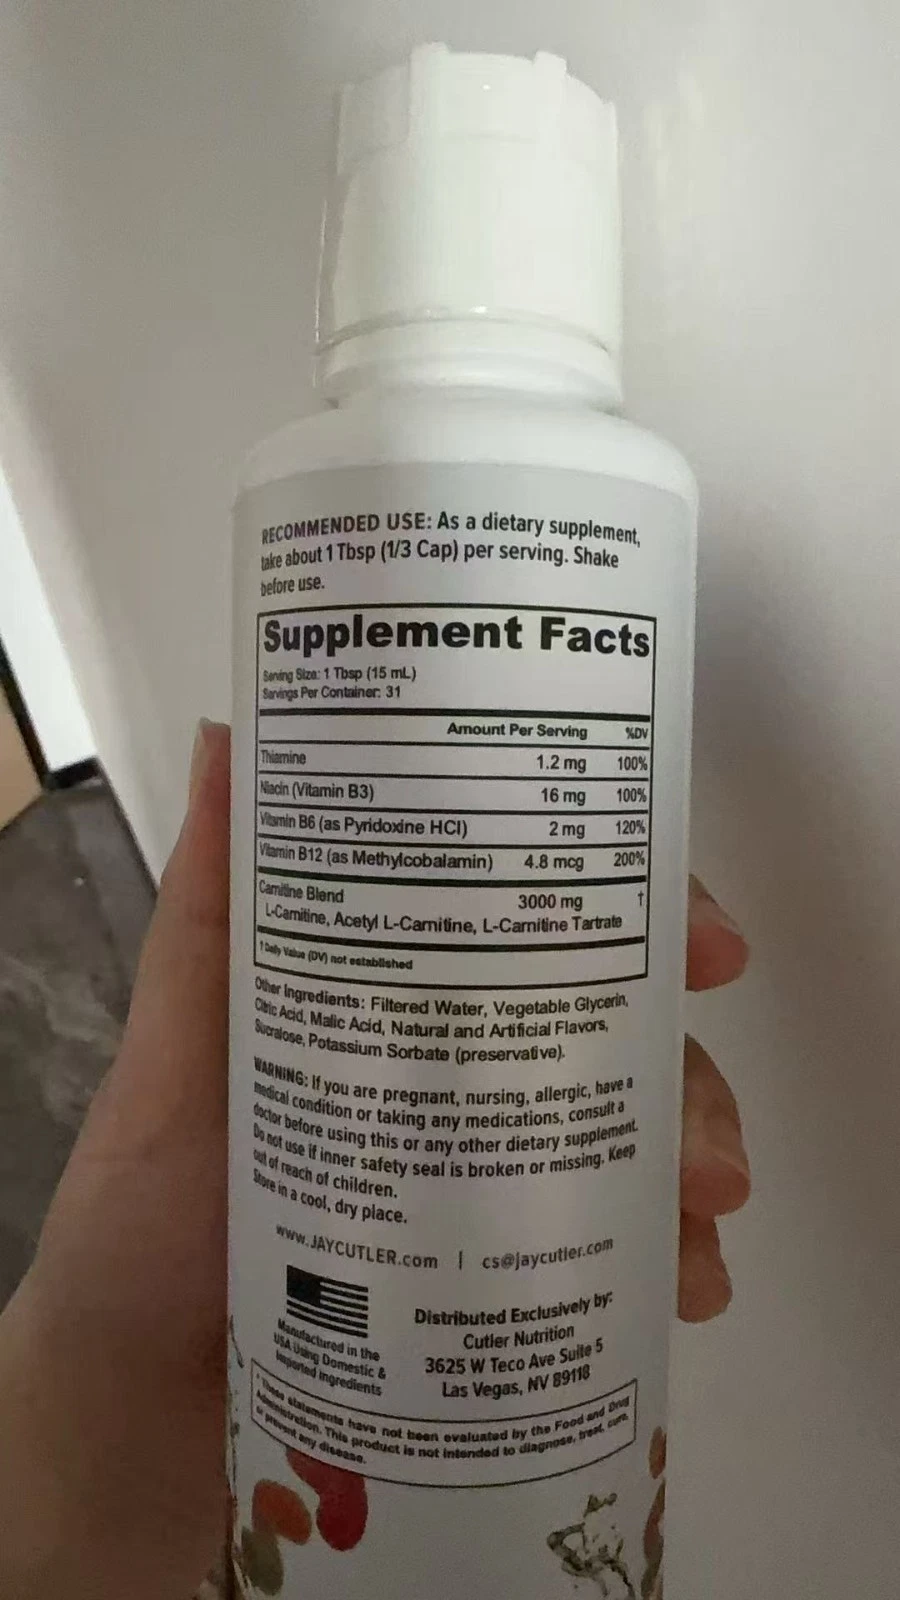 RECOMMENDED USE: As a dietary supplement,
take about 1 Tbsp (1/3 Cap) per serving. Shake
before use.
Supplement Facts
Serving Size: 1 Tbsp (15 mL)
Servings Per Container: 31
Amount Per Serving %DV
Thiamine 1.2 mg 100%
Niacin (Vitamin B3) 16 mg 100%
Vitamin B6 (as Pyridoxine HCI) 2 mg 120%
Vitamin B12 (as Methylcobalamin) 4.8 mcg 200%
Carnitine Blend 3000 mg †
L-Carnitine, Acetyl L-Carnitine, L-Carnitine Tartrate
† Daily Value (DV) not established
Other Ingredients: Filtered Water, Vegetable Glycerin,
Citric Acid, Malic Acid, Natural and Artificial Flavors,
Sucralose, Potassium Sorbate (preservative).
WARNING: If you are pregnant, nursing, allergic, have a
medical condition or taking any medications, consult a
doctor before using this or any other dietary supplement.
Do not use if inner safety seal is broken or missing. Keep
out of reach of children.
Store in a cool, dry place.
www.JAYCUTLER.com | cs@jaycutler.com
Manufactured in the
USA Using Domestic &
Imported Ingredients
Distributed Exclusively by:
Cutler Nutrition
3625 W Teco Ave Suite 5
Las Vegas, NV 89118
* These statements have not been evaluated by the Food and Drug
Administration. This product is not intended to diagnose, treat, cure,
or prevent any disease.